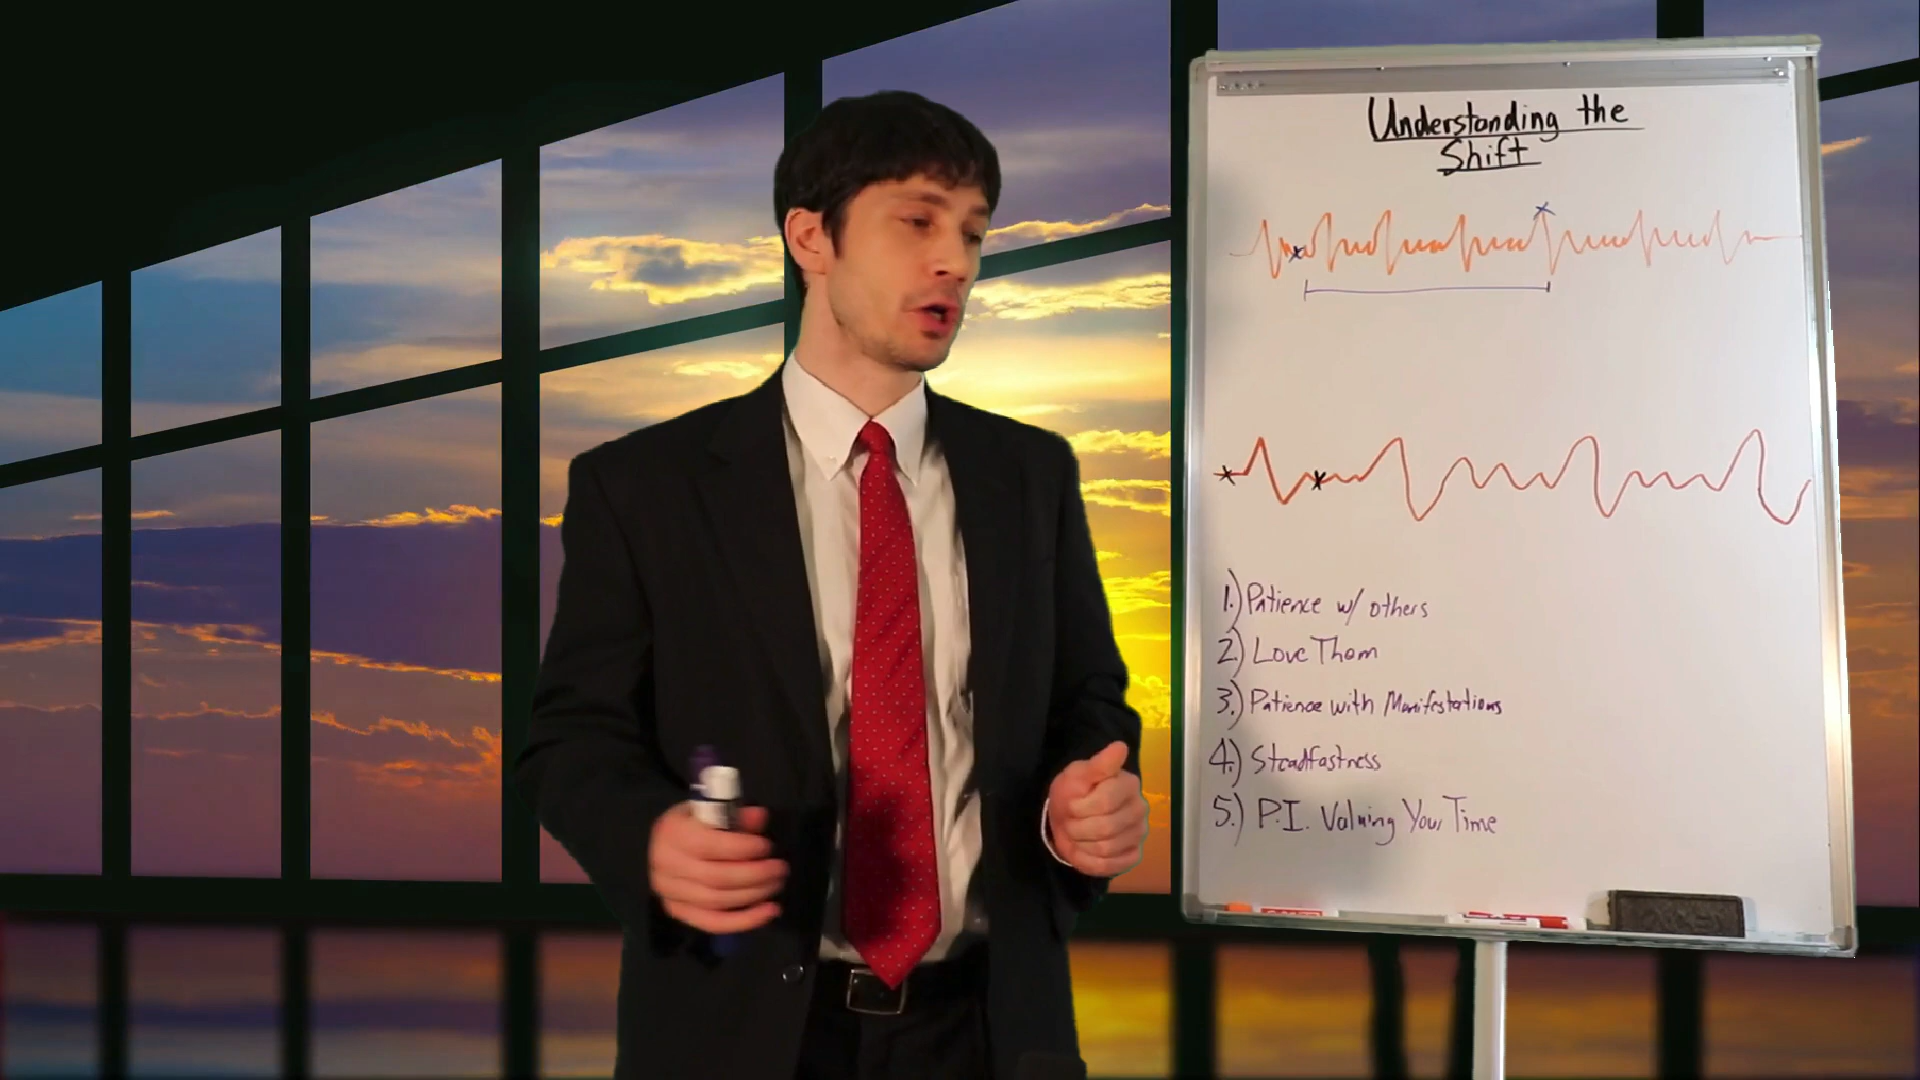 Understanding the
Shift
1.) Patience w/ others
2.) Love Them
3.) Patience with Manifestations
4.) Steadfastness
5.) P.I. Valuing Your Time